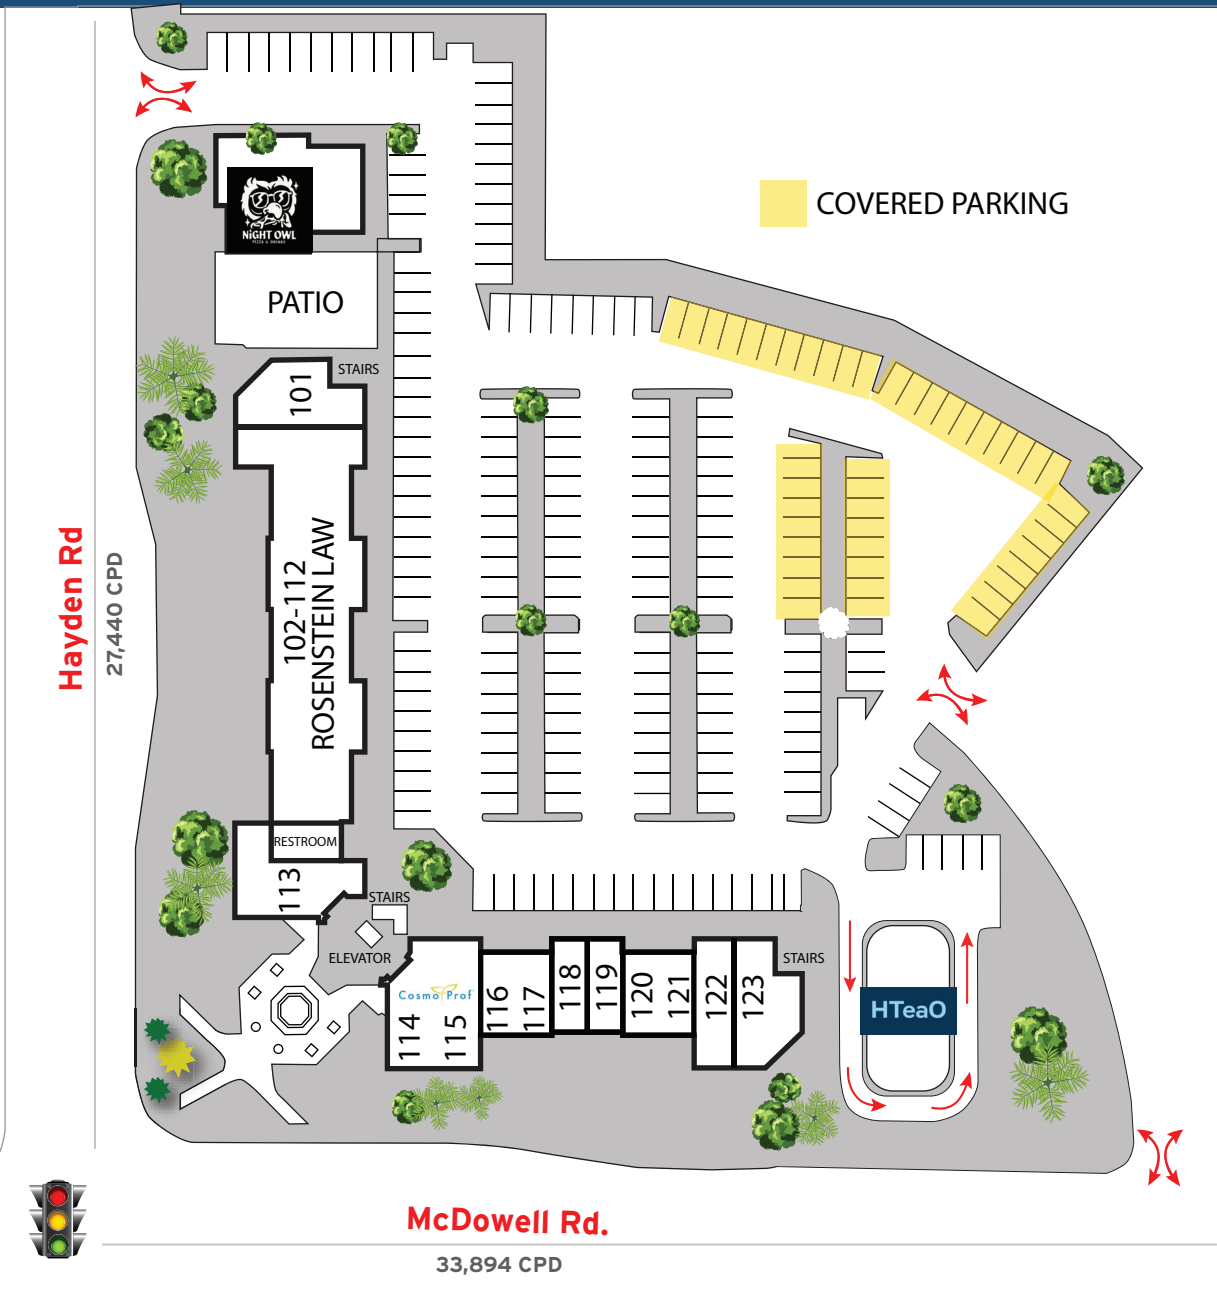 COVERED PARKING
NiGHT OWL
PIZZA & DRINKS
PATIO
STAIRS
101
102-112
ROSENSTEIN LAW
Hayden Rd
27,440 CPD
RESTROOM
113
STAIRS
ELEVATOR
CosmoProf
114
115
116
117
118
119
120
121
122
123
STAIRS
HTeaO
McDowell Rd.
33,894 CPD